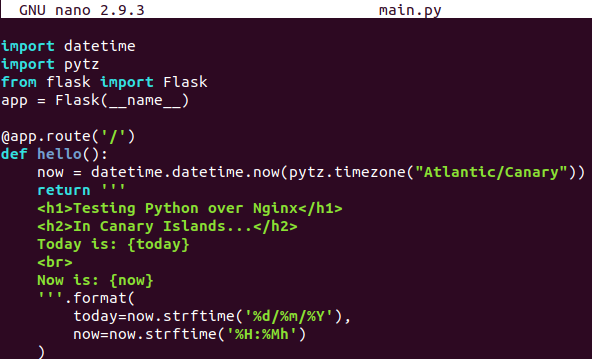 GNU nano 2.9.3 main.py
import datetime
import pytz
from flask import Flask
app = Flask(__name__)
@app.route('/')
def hello():
    now = datetime.datetime.now(pytz.timezone("Atlantic/Canary"))
    return '''
    <h1>Testing Python over Nginx</h1>
    <h2>In Canary Islands...</h2>
    Today is: {today}
    <br>
    Now is: {now}
    '''.format(
        today=now.strftime('%d/%m/%Y'),
        now=now.strftime('%H:%Mh')
    )